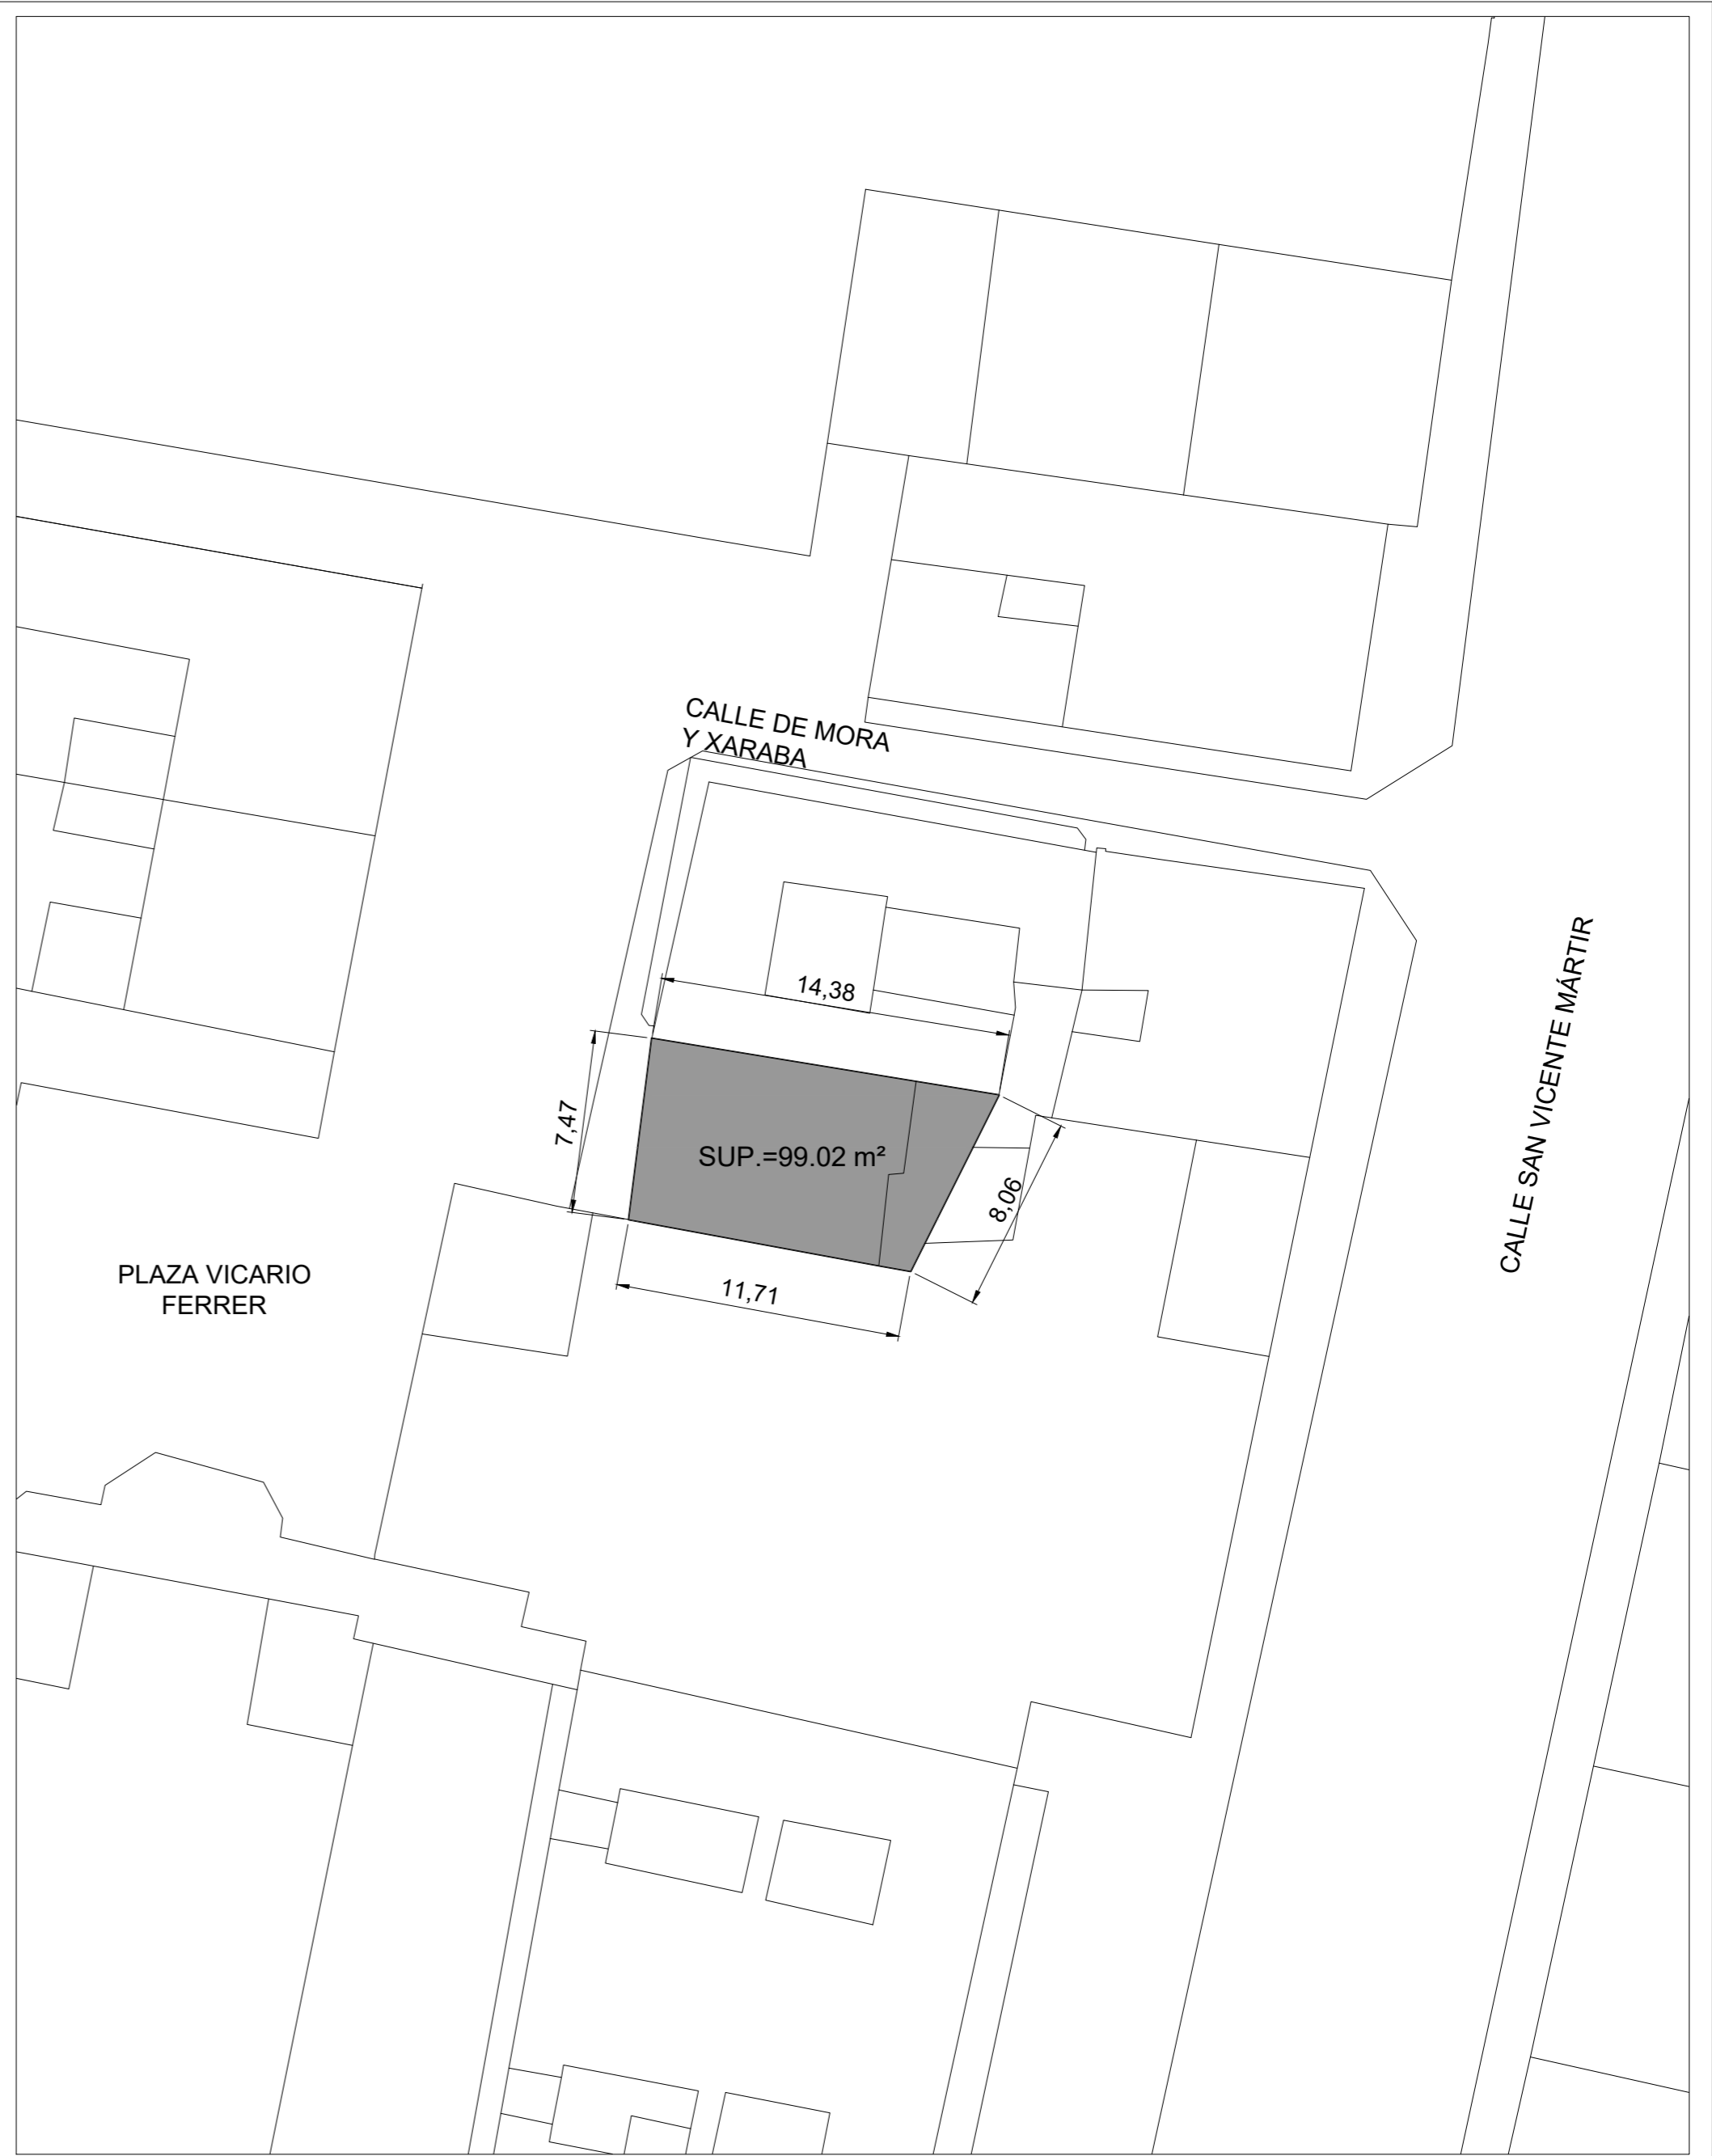 CALLE DE MORA
Y XARABA
14,38
7,47
SUP.=99.02 m²
8,06
11,71
CALLE SAN VICENTE MÁRTIR
PLAZA VICARIO
FERRER